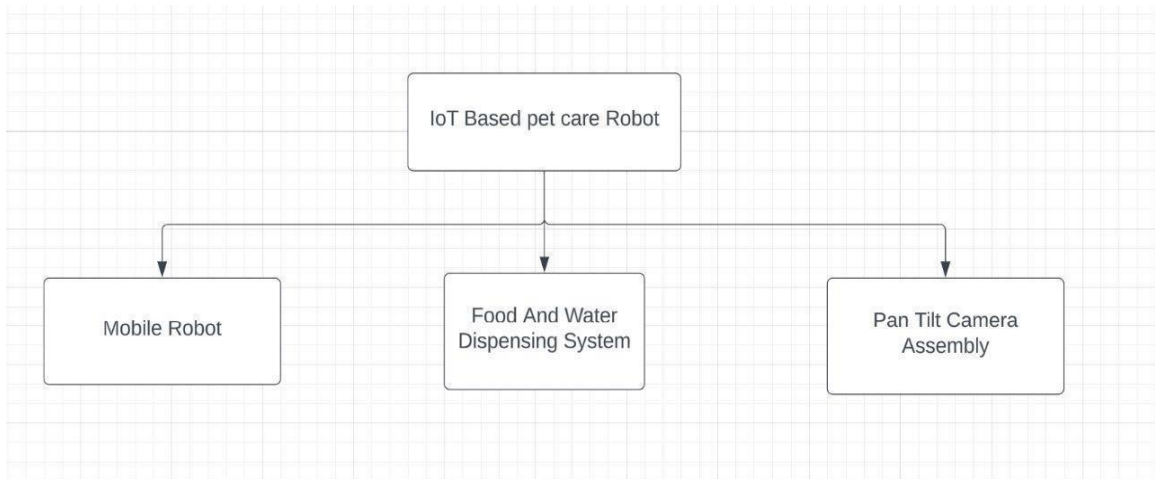 IoT Based pet care Robot
Mobile Robot
Food And Water
Dispensing System
Pan Tilt Camera
Assembly